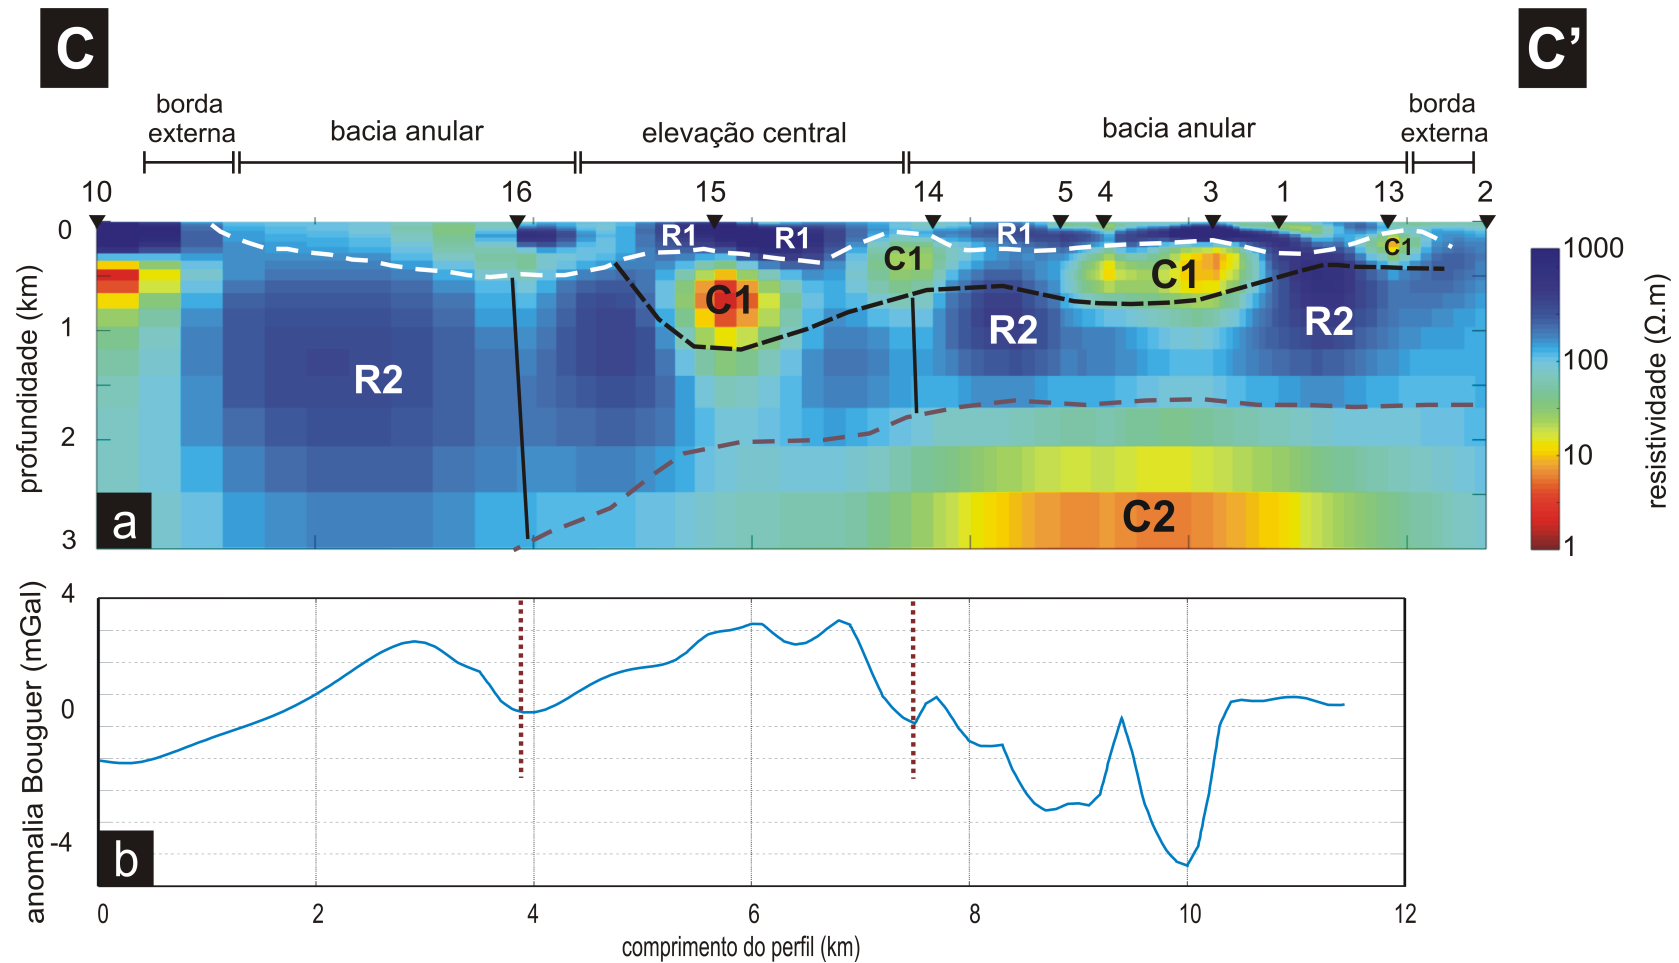 C
C’
borda
externa
bacia anular
elevação central
bacia anular
borda
externa
10
16
15
14
5
4
3
1
13
2
0
1
2
3
profundidade (km)
R1
R1
R1
C1
C1
C1
C1
R2
R2
R2
C2
a
1000
100
10
1
resistividade (Ω.m)
4
0
-4
anomalia Bouguer (mGal)
b
0
2
4
6
8
10
12
comprimento do perfil (km)